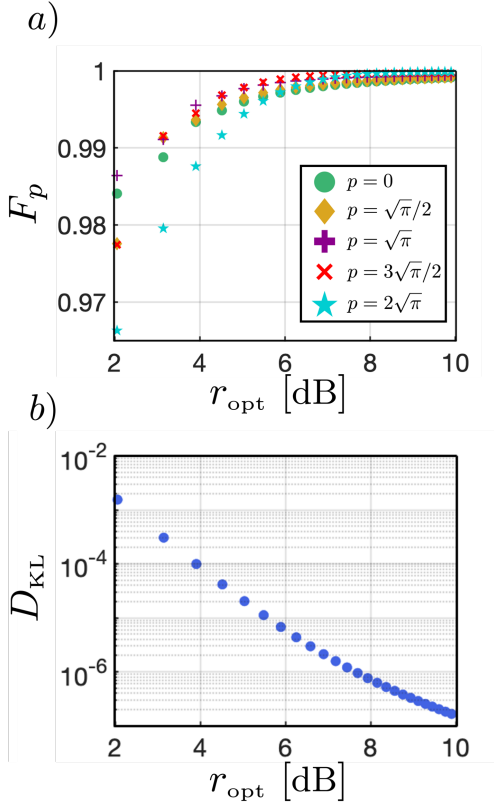 a)
1
0.99
0.98
0.97
F_p
p = 0
p = √π/2
p = √π
p = 3√π/2
p = 2√π
2 4 6 8 10
r_opt [dB]
b)
10^-2
10^-4
10^-6
D_KL
2 4 6 8 10
r_opt [dB]